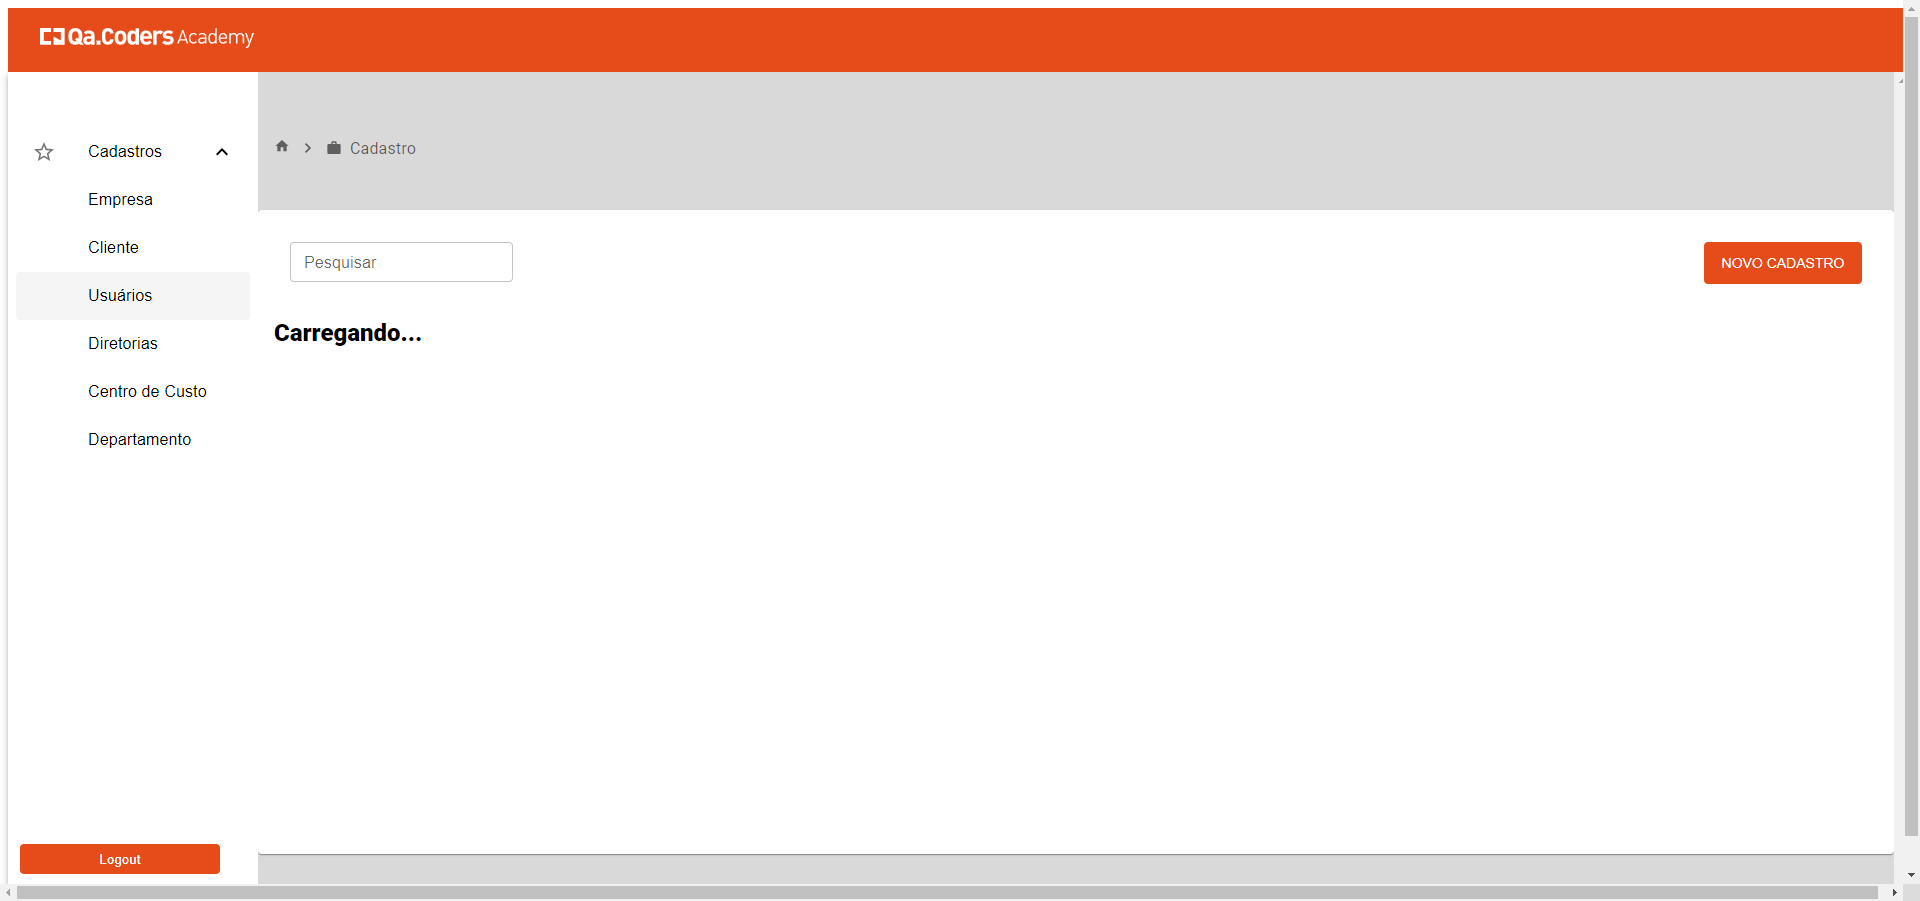 Qa.Coders Academy
Cadastros
Empresa
Cliente
Usuários
Diretorias
Centro de Custo
Departamento
Logout
Cadastro
Pesquisar
NOVO CADASTRO
Carregando...